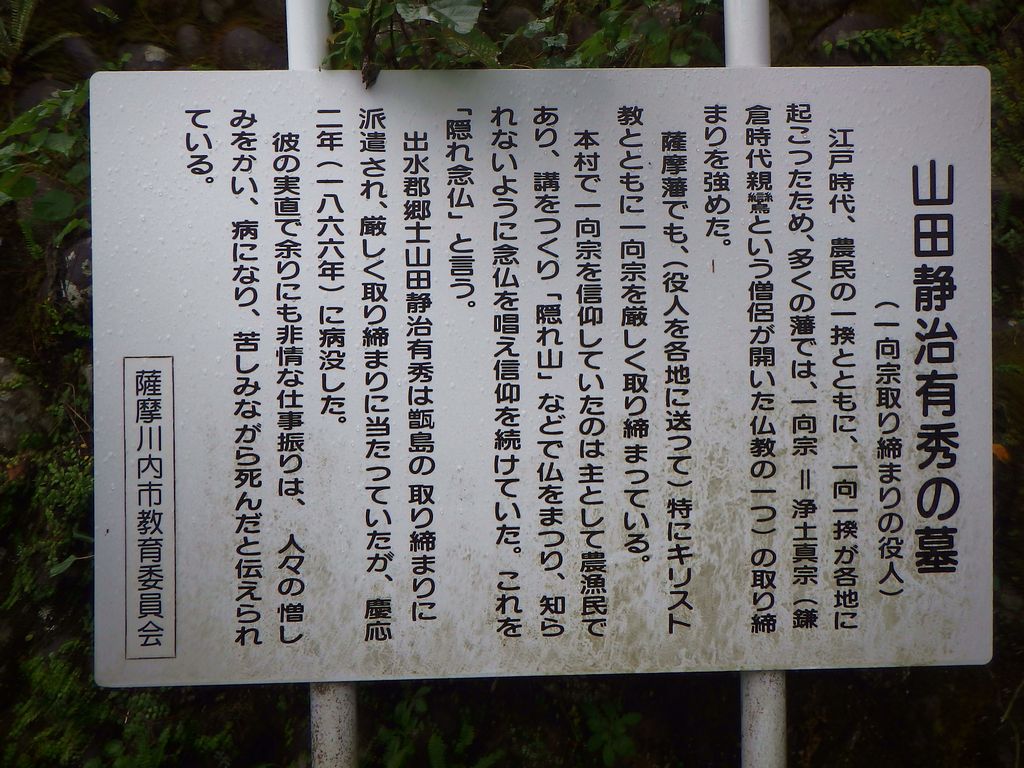 山田静治有秀の墓
（一向宗取り締まりの役人）
江戸時代、農民の一揆とともに、一向一揆が各地に
起こつたため、多くの藩では、一向宗＝浄土真宗（鎌
倉時代親鸞という僧侶が開いた仏教の一つ）の取り締
まりを強めた。
薩摩藩でも、（役人を各地に送って）特にキリスト
教とともに一向宗を厳しく取り締まっている。
本村で一向宗を信仰していたのは主として農漁民で
あり、講をつくり「隠れ山」などで仏をまつり、知ら
れないように念仏を唱え信仰を続けていた。これを
「隠れ念仏」と言う。
出水郡郷士山田静治有秀は甑島の取り締まりに
派遣され、厳しく取り締まりに当たつていたが、慶応
二年（一八六六年）に病没した。
彼の実直で余りにも非情な仕事振りは、人々の憎し
みをかい、病になり、苦しみながら死んだと伝えられ
ている。
薩摩川内市教育委員会